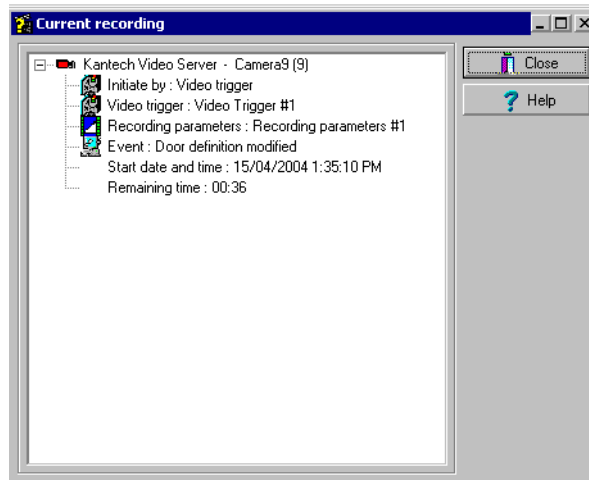 Current recording
Kantech Video Server - Camera9 (9)
Initiate by : Video trigger
Video trigger : Video Trigger #1
Recording parameters : Recording parameters #1
Event : Door definition modified
Start date and time : 15/04/2004 1:35:10 PM
Remaining time : 00:36
Close
Help